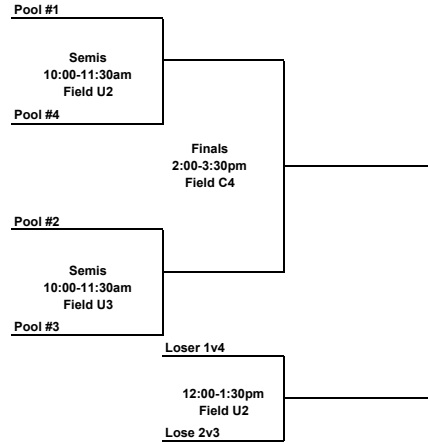 Pool #1
Semis
10:00-11:30am
Field U2
Pool #4
Finals
2:00-3:30pm
Field C4
Pool #2
Semis
10:00-11:30am
Field U3
Pool #3
Loser 1v4
12:00-1:30pm
Field U2
Lose 2v3